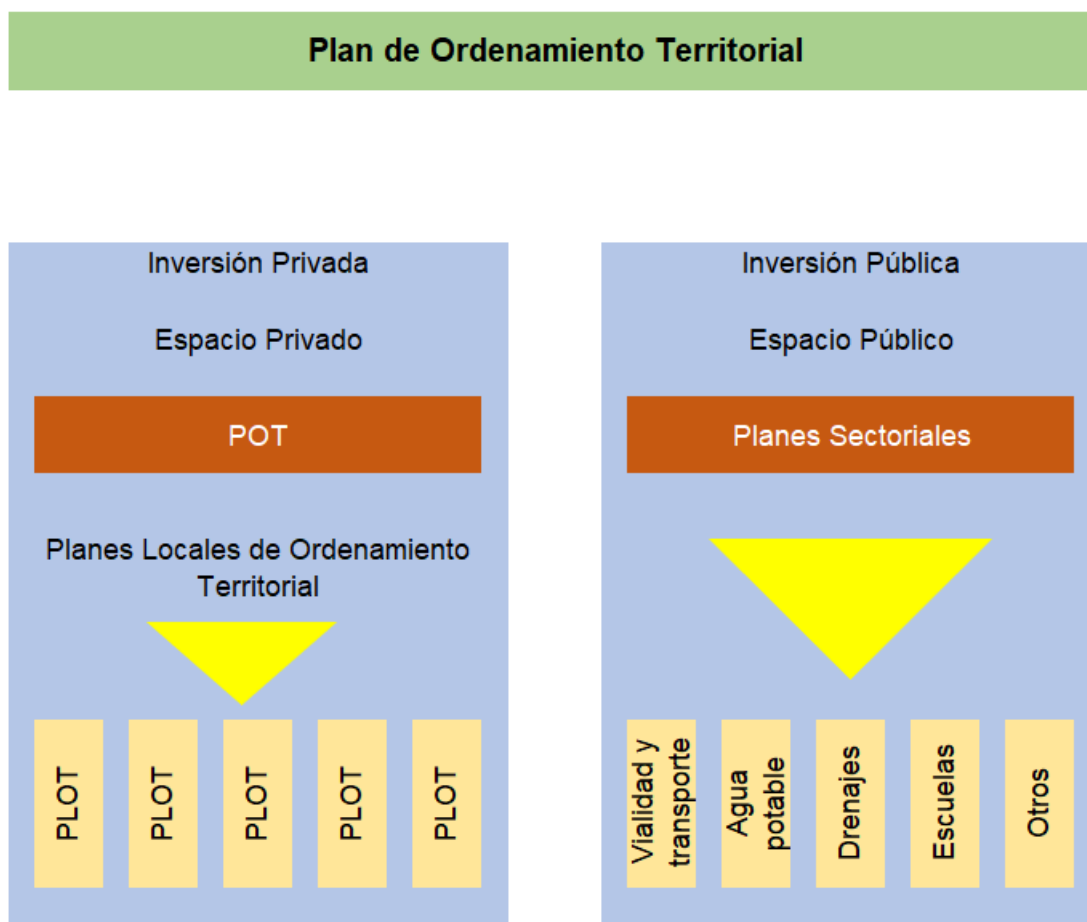 Plan de Ordenamiento Territorial
Inversión Privada
Espacio Privado
POT
Planes Locales de Ordenamiento
Territorial
PLOT
PLOT
PLOT
PLOT
PLOT
Inversión Pública
Espacio Público
Planes Sectoriales
Vialidad y
transporte
Agua
potable
Drenajes
Escuelas
Otros